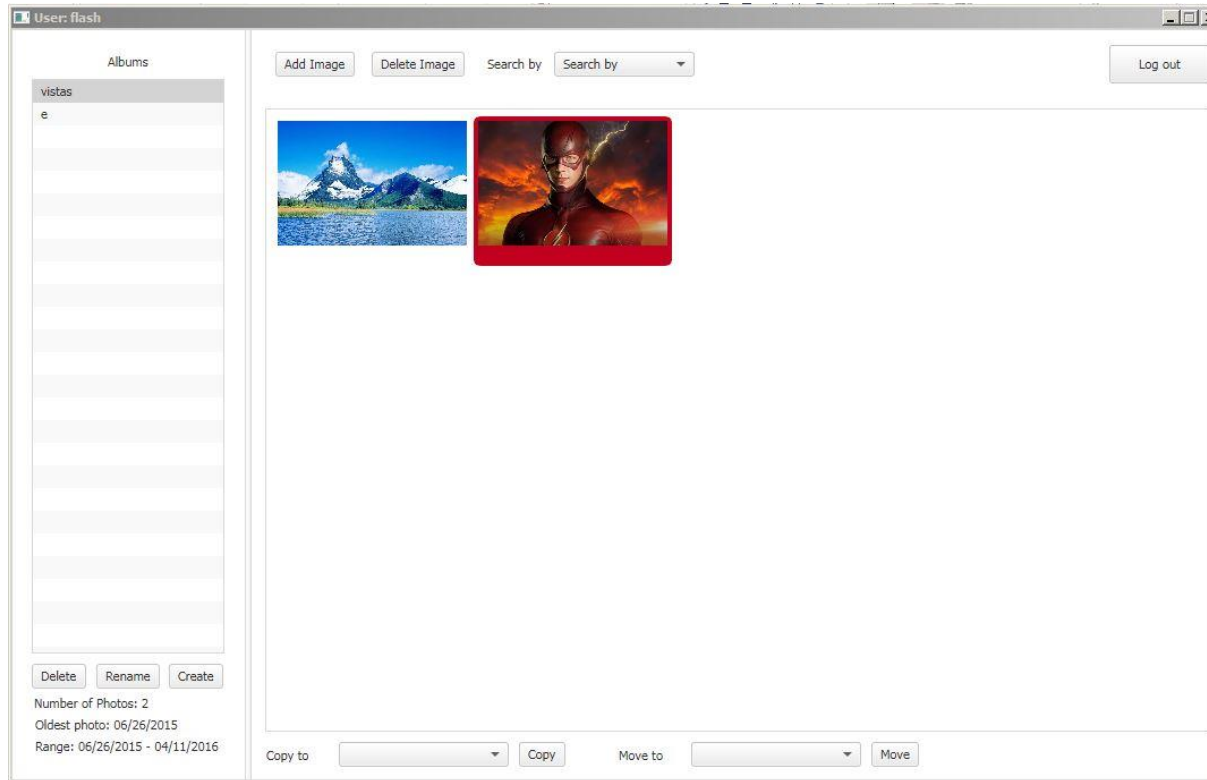 User: flash
Albums
vistas
e
Delete Rename Create
Number of Photos: 2
Oldest photo: 06/26/2015
Range: 06/26/2015 - 04/11/2016
Add Image Delete Image Search by Search by Log out
Copy to Copy Move to Move